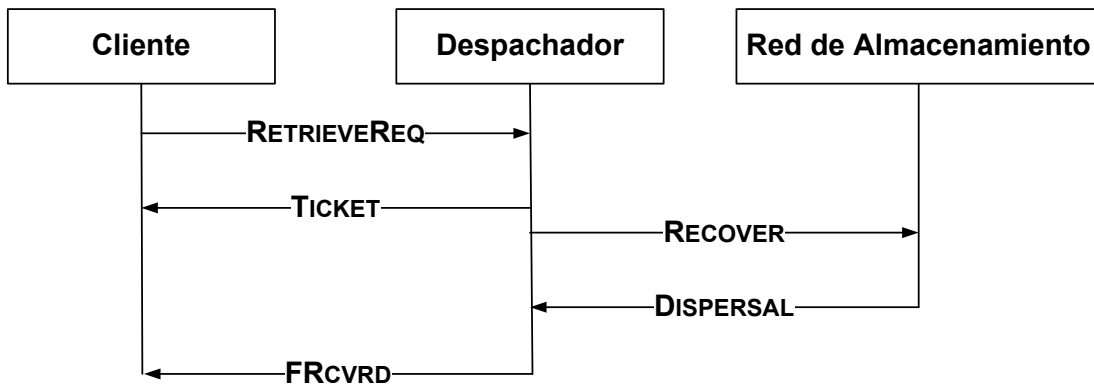 Cliente
Despachador
Red de Almacenamiento
RETRIEVEREQ
TICKET
RECOVER
DISPERSAL
FRCVRD